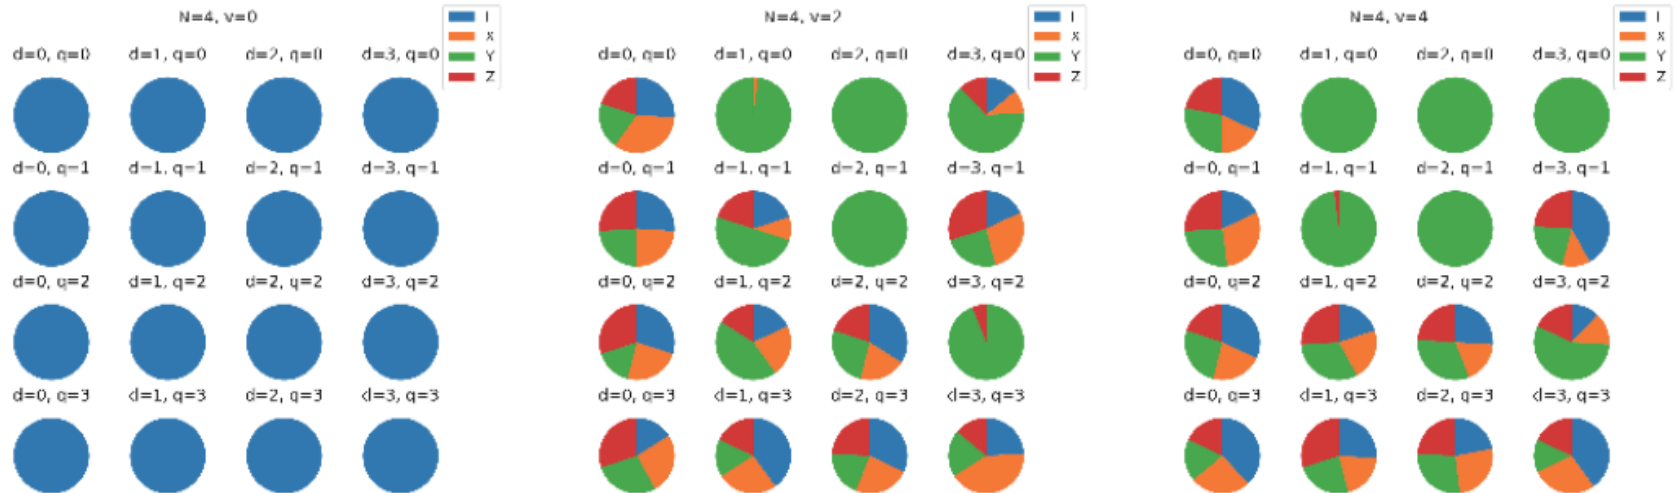 N=4, v=0
I
X
Y
Z
d=0, q=0 d=1, q=0 d=2, q=0 d=3, q=0
d=0, q=1 d=1, q=1 d=2, q=1 d=3, q=1
d=0, q=2 d=1, q=2 d=2, q=2 d=3, q=2
d=0, q=3 d=1, q=3 d=2, q=3 d=3, q=3
N=4, v=2
I
X
Y
Z
d=0, q=0 d=1, q=0 d=2, q=0 d=3, q=0
d=0, q=1 d=1, q=1 d=2, q=1 d=3, q=1
d=0, q=2 d=1, q=2 d=2, q=2 d=3, q=2
d=0, q=3 d=1, q=3 d=2, q=3 d=3, q=3
N=4, v=4
I
X
Y
Z
d=0, q=0 d=1, q=0 d=2, q=0 d=3, q=0
d=0, q=1 d=1, q=1 d=2, q=1 d=3, q=1
d=0, q=2 d=1, q=2 d=2, q=2 d=3, q=2
d=0, q=3 d=1, q=3 d=2, q=3 d=3, q=3